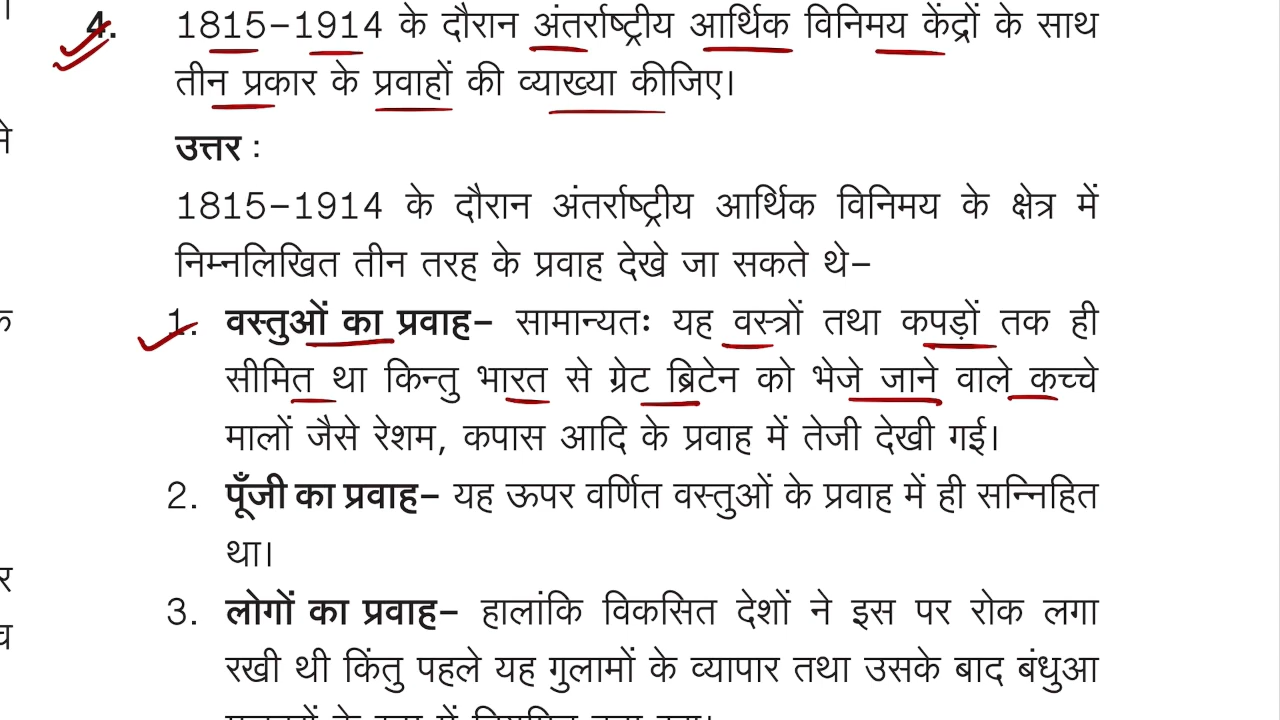 4. 1815–1914 के दौरान अंतर्राष्ट्रीय आर्थिक विनिमय केंद्रों के साथ
तीन प्रकार के प्रवाहों की व्याख्या कीजिए।
उत्तर :
1815–1914 के दौरान अंतर्राष्ट्रीय आर्थिक विनिमय के क्षेत्र में
निम्नलिखित तीन तरह के प्रवाह देखे जा सकते थे–
1. वस्तुओं का प्रवाह– सामान्यतः यह वस्त्रों तथा कपड़ों तक ही
सीमित था किन्तु भारत से ग्रेट ब्रिटेन को भेजे जाने वाले कच्चे
मालों जैसे रेशम, कपास आदि के प्रवाह में तेजी देखी गई।
2. पूँजी का प्रवाह– यह ऊपर वर्णित वस्तुओं के प्रवाह में ही सन्निहित
था।
3. लोगों का प्रवाह– हालांकि विकसित देशों ने इस पर रोक लगा
रखी थी किंतु पहले यह गुलामों के व्यापार तथा उसके बाद बंधुआ